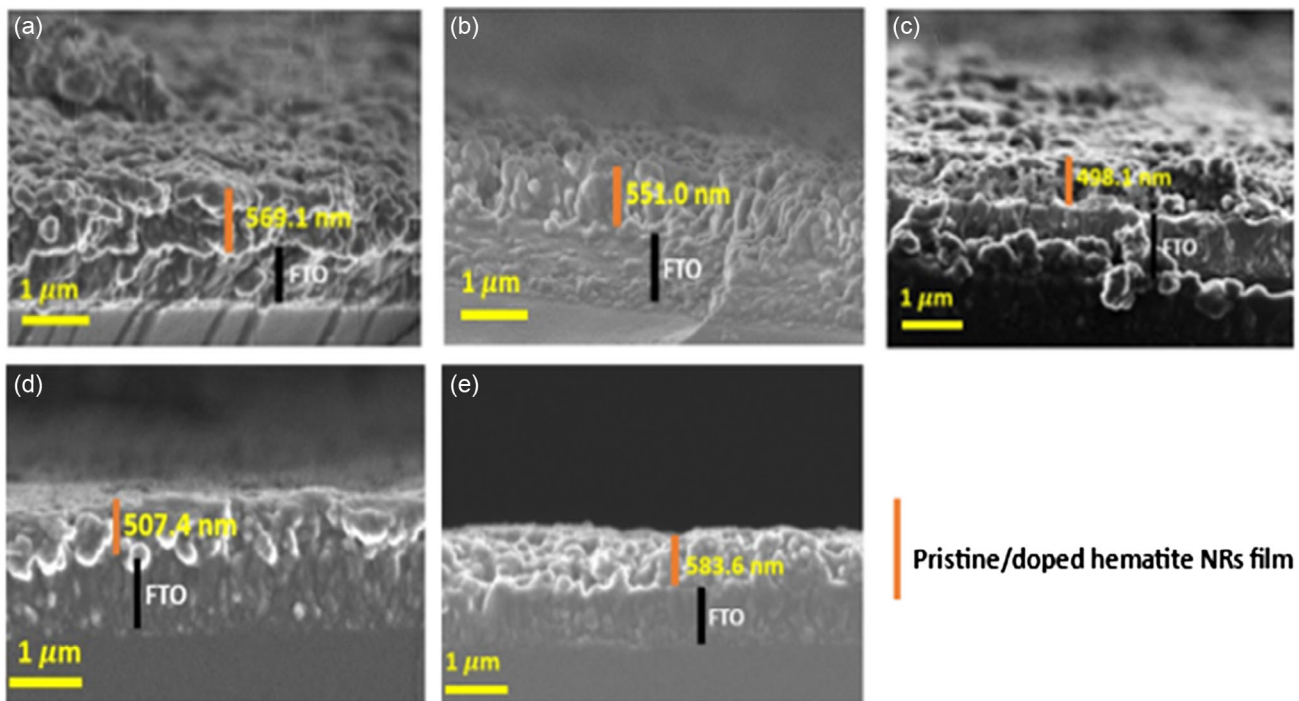 (a)
569.1 nm
FTO
1 μm
(b)
551.0 nm
FTO
1 μm
(c)
498.1 nm
FTO
1 μm
(d)
507.4 nm
FTO
1 μm
(e)
583.6 nm
FTO
1 μm
Pristine/doped hematite NRs film